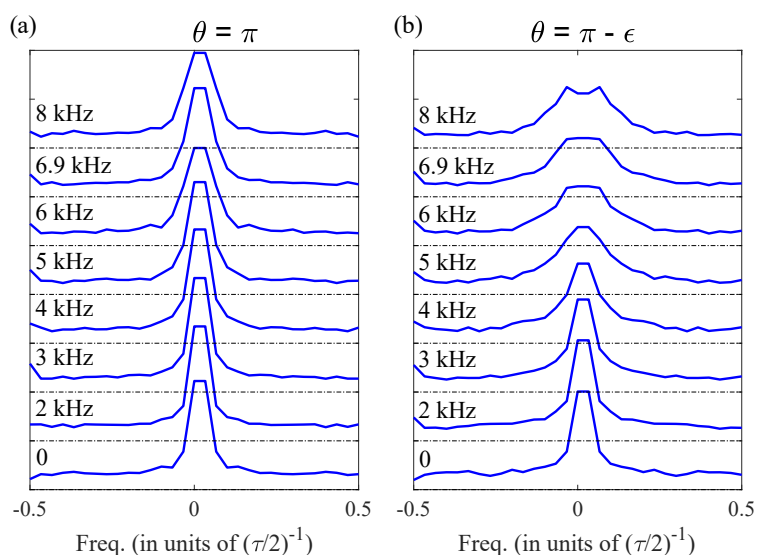 (a) θ = π
8 kHz
6.9 kHz
6 kHz
5 kHz
4 kHz
3 kHz
2 kHz
0
-0.5 0 0.5
Freq. (in units of (τ/2)⁻¹)
(b) θ = π - ϵ
8 kHz
6.9 kHz
6 kHz
5 kHz
4 kHz
3 kHz
2 kHz
0
-0.5 0 0.5
Freq. (in units of (τ/2)⁻¹)